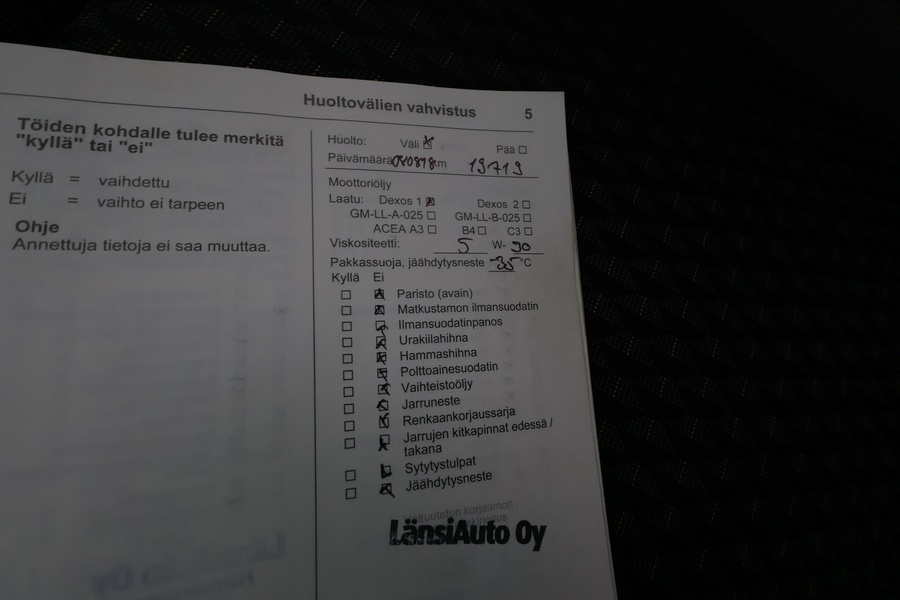 Huoltovälien vahvistus 5
Töiden kohdalle tulee merkitä
"kyllä" tai "ei"
Kyllä = vaihdettu
Ei = vaihto ei tarpeen
Ohje
Annettuja tietoja ei saa muuttaa.
Huolto: Väli ☒ Pää ☐
Päivämäärä km 19719
Moottoriöljy
Laatu: Dexos 1 ☒ Dexos 2 ☐
GM-LL-A-025 ☐ GM-LL-B-025 ☐
ACEA A3 ☐ B4 ☐ C3 ☐
Viskositeetti: 5 W- 30
Pakkassuoja, jäähdytysneste -35 °C
Kyllä Ei
☐ ☒ Paristo (avain)
☐ ☒ Matkustamon ilmansuodatin
☐ ☒ Ilmansuodatinpanos
☐ ☒ Urakiilahihna
☐ ☒ Hammashihna
☐ ☒ Polttoainesuodatin
☐ ☒ Vaihteistoöljy
☐ ☒ Jarruneste
☐ ☒ Renkaankorjaussarja
☐ ☒ Jarrujen kitkapinnat edessä /
takana
☐ ☒ Sytytystulpat
☐ ☒ Jäähdytysneste
Valtuutetun korjaamon
LänsiAuto Oy